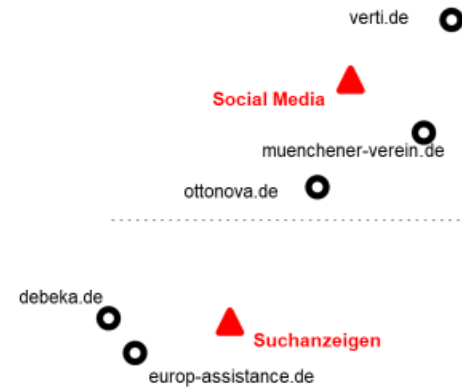 verti.de
Social Media
muenchener-verein.de
ottonova.de
debeka.de
Suchanzeigen
europ-assistance.de